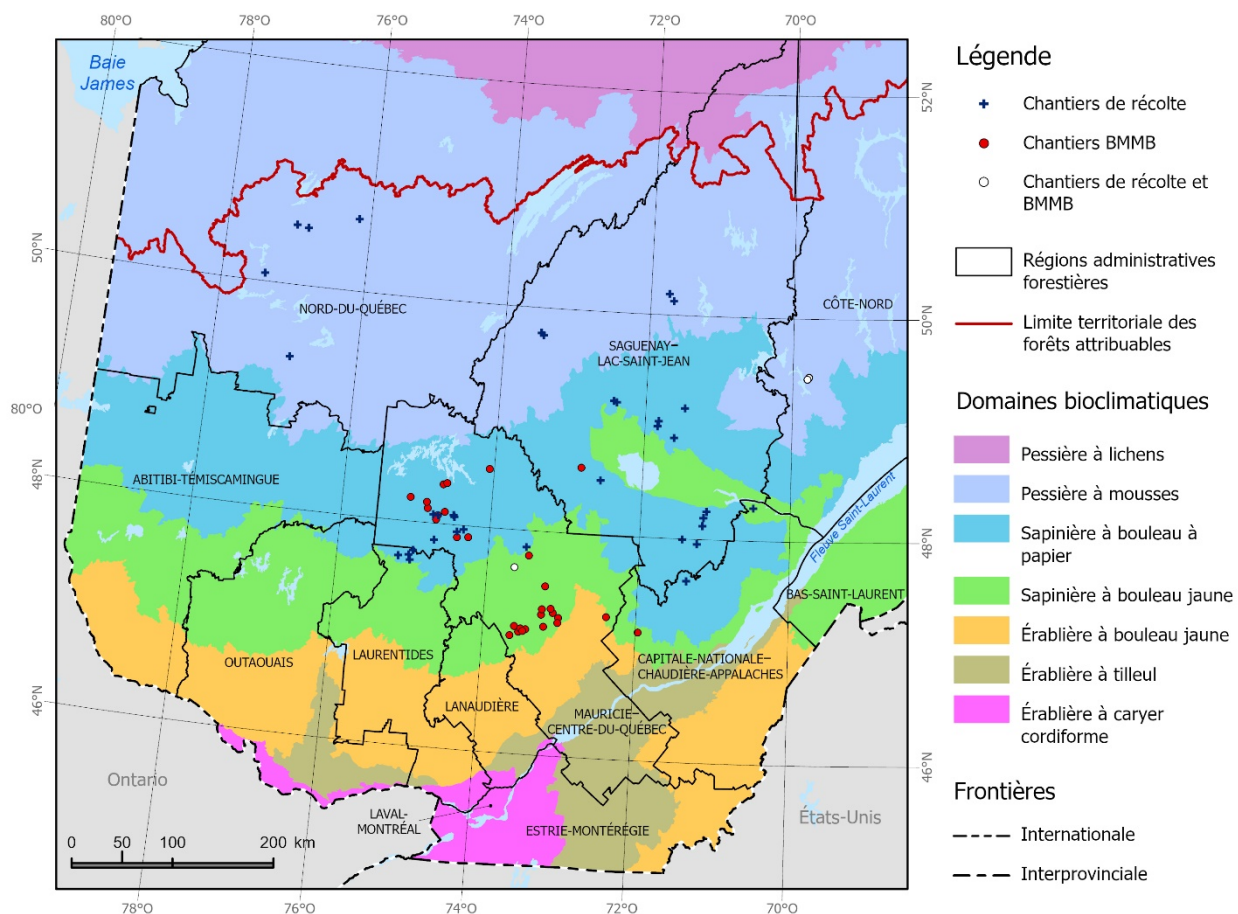 80°O
78°O
76°O
74°O
72°O
70°O
Baie
James
52°N
50°N
50°N
80°O
48°N
48°N
46°N
46°N
NORD-DU-QUÉBEC
CÔTE-NORD
SAGUENAY–
LAC-SAINT-JEAN
ABITIBI-TÉMISCAMINGUE
Fleuve Saint-Laurent
BAS-SAINT-LAURENT
OUTAOUAIS
LAURENTIDES
LANAUDIÈRE
CAPITALE-NATIONALE–
CHAUDIÈRE-APPALACHES
MAURICIE–
CENTRE-DU-QUÉBEC
Ontario
LAVAL-
MONTRÉAL
ESTRIE-MONTÉRÉGIE
États-Unis
0 50 100 200 km
78°O
76°O
74°O
72°O
70°O
Légende
Chantiers de récolte
Chantiers BMMB
Chantiers de récolte et
BMMB
Régions administratives
forestières
Limite territoriale des
forêts attribuables
Domaines bioclimatiques
Pessière à lichens
Pessière à mousses
Sapinière à bouleau à
papier
Sapinière à bouleau jaune
Érablière à bouleau jaune
Érablière à tilleul
Érablière à caryer
cordiforme
Frontières
Internationale
Interprovinciale